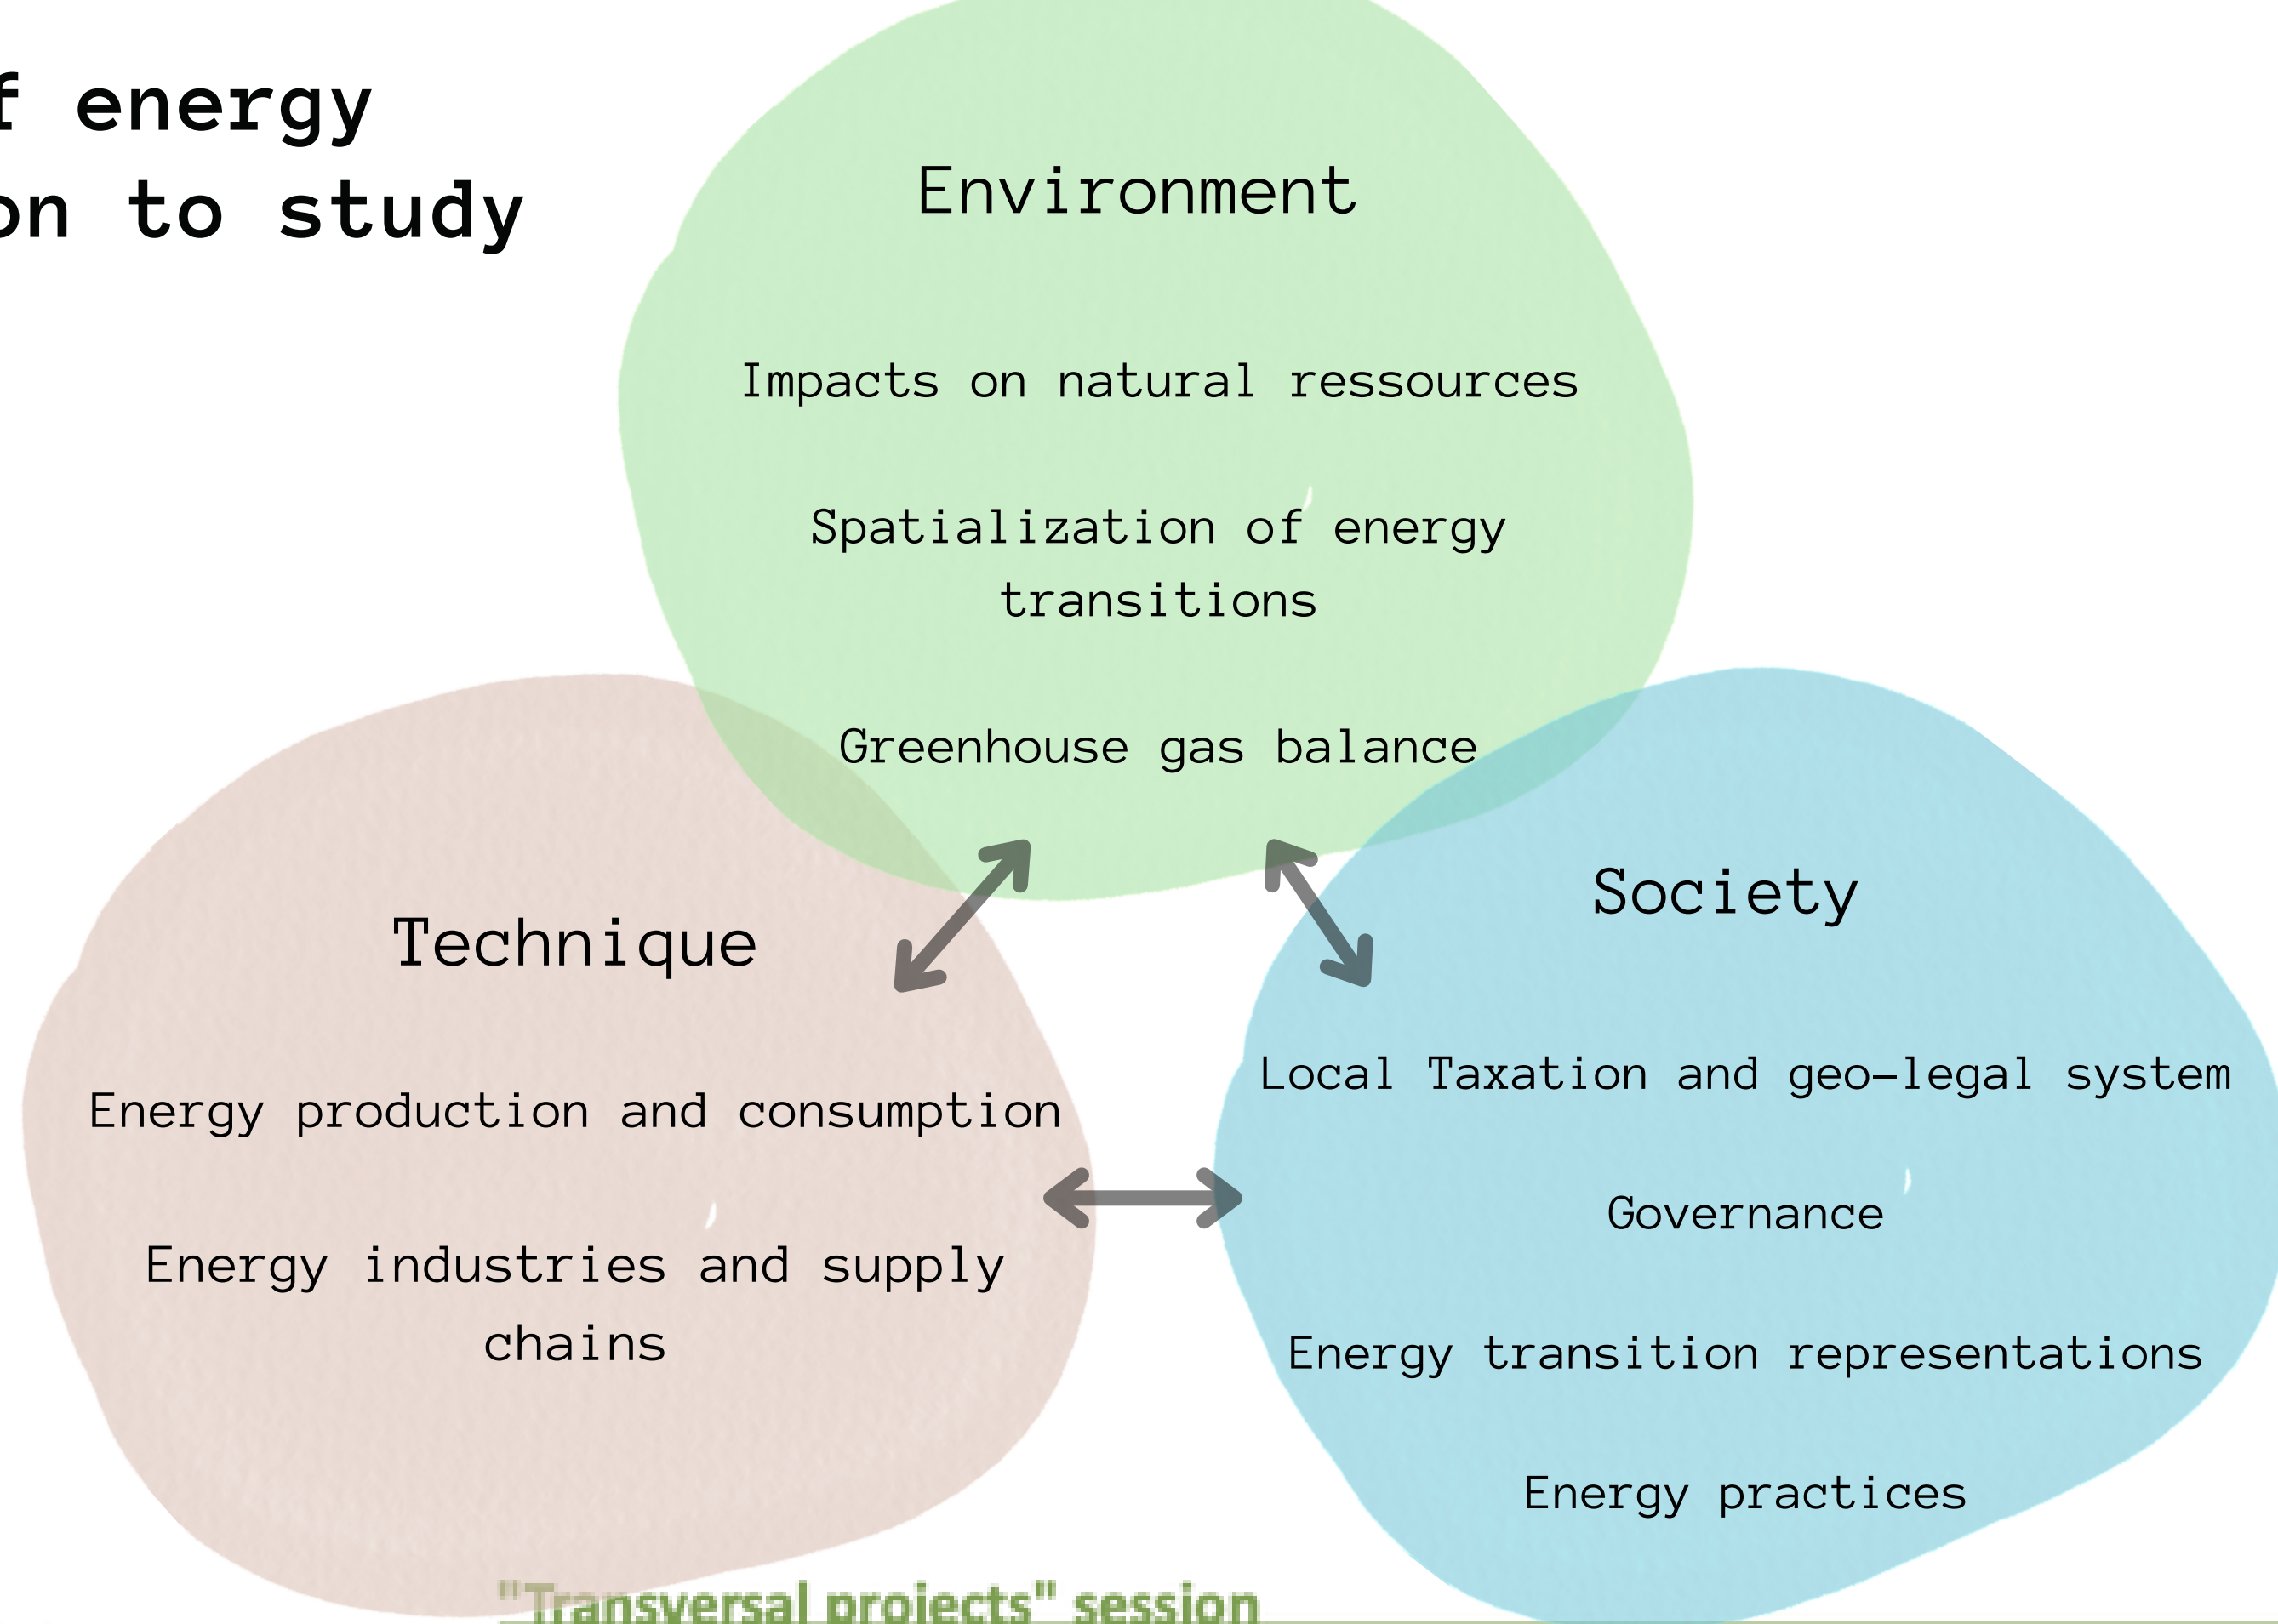 f energy
on to study
Environment
Impacts on natural ressources
Spatialization of energy
transitions
Greenhouse gas balance
Technique
Energy production and consumption
Energy industries and supply
chains
Society
Local Taxation and geo-legal system
Governance
Energy transition representations
Energy practices
"Transversal projects" session